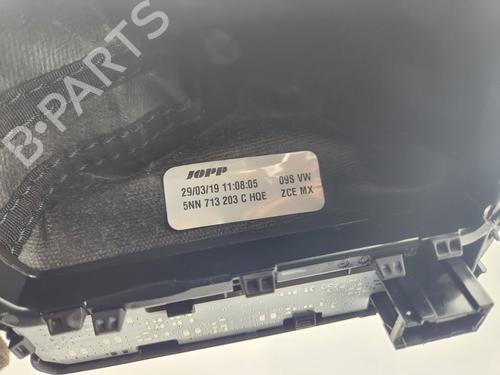 B-PARTS
JOPP
29/03/19 11:08:05 09S VW
5NN 713 203 C HQE ZCE MX